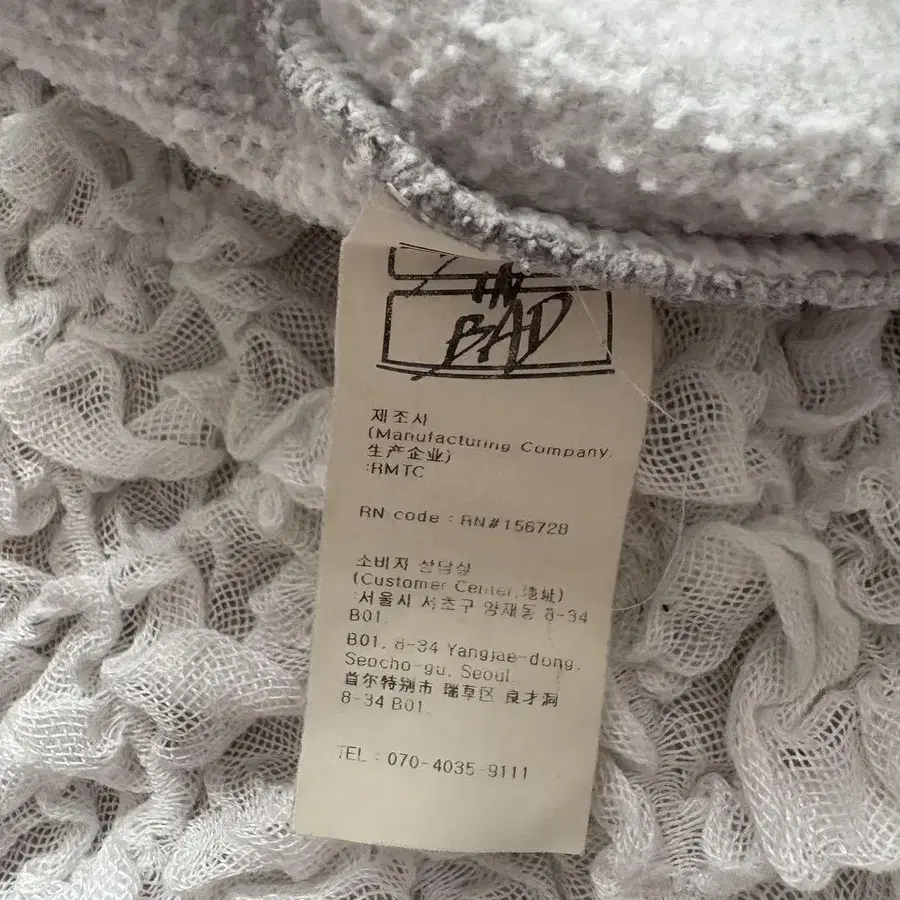 BAD
제조사
(Manufacturing Company,
生产企业)
:RMTC
RN code : RN#156728
소비자 상담실
(Customer Center, 地址)
:서울시 서초구 양재동 8-34
B01.
B01, 8-34 Yangjae-dong,
Seocho-gu, Seoul.
首尔特别市 瑞草区 良才洞
8-34 B01.
TEL : 070-4035-9111